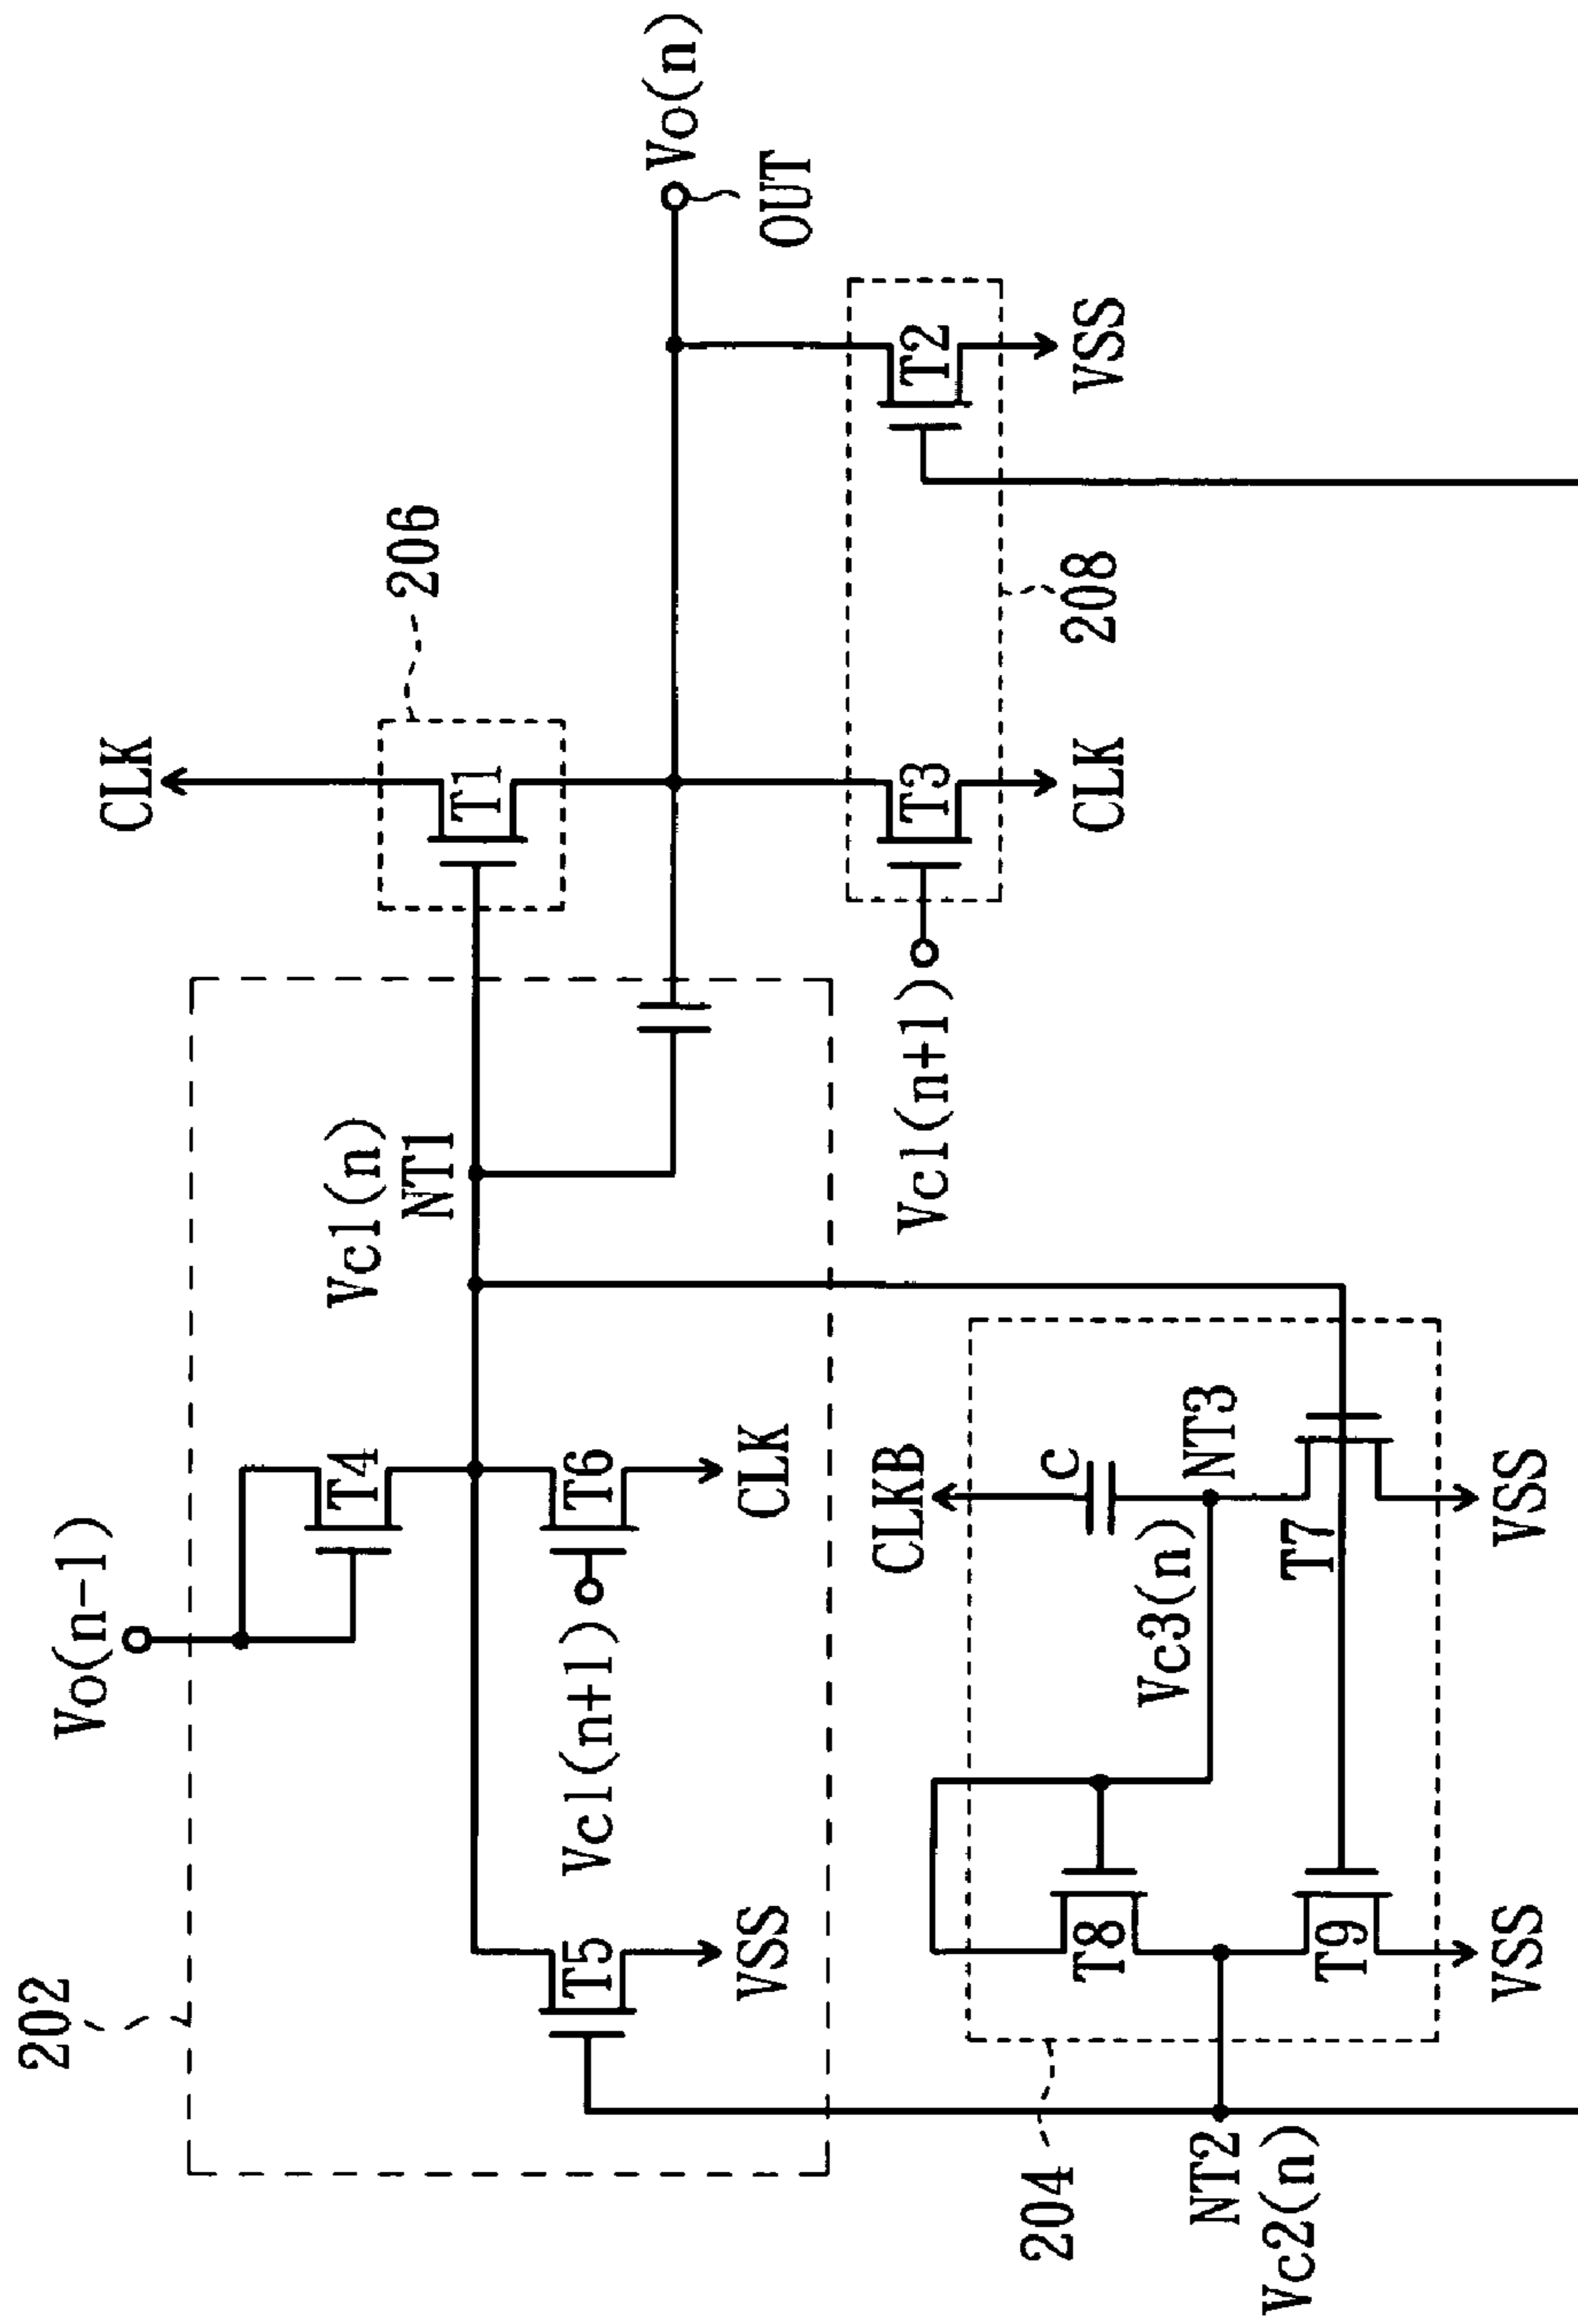 202
Vo(n-1)
CLK
206
Vo(n)
OUT
Vc1(n)
NT1
T1
T4
T5
T6
VSS
Vc1(n+1)
CLK
Vc1(n+1)
T3
T2
CLK
VSS
208
204
CLKB
C
Vc3(n)
NT3
T8
T7
T9
NT2
Vc2(n)
VSS
VSS